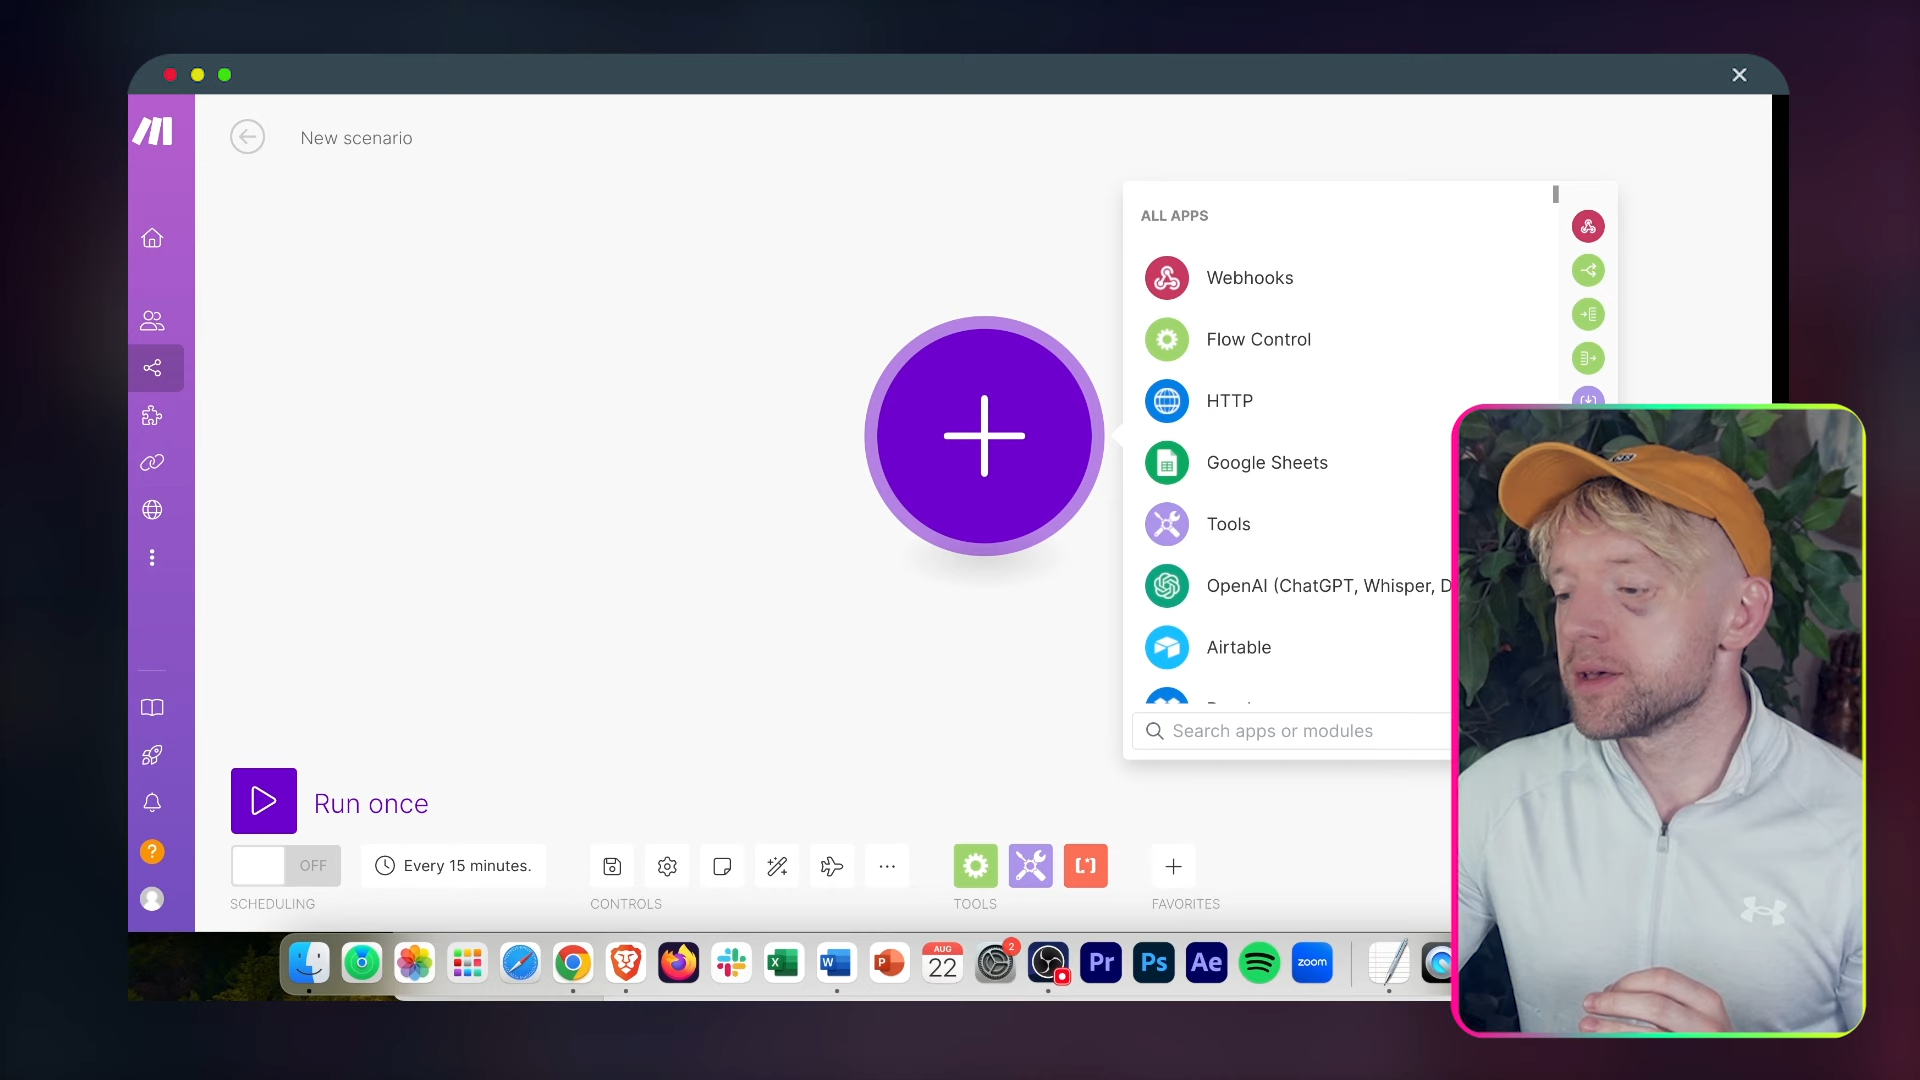 New scenario
ALL APPS
Webhooks
Flow Control
HTTP
Google Sheets
Tools
OpenAI (ChatGPT, Whisper, D
Airtable
Search apps or modules
Run once
OFF
Every 15 minutes.
SCHEDULING
CONTROLS
TOOLS
FAVORITES
AUG
22
2
X
W
P
Pr
Ps
Ae
zoom